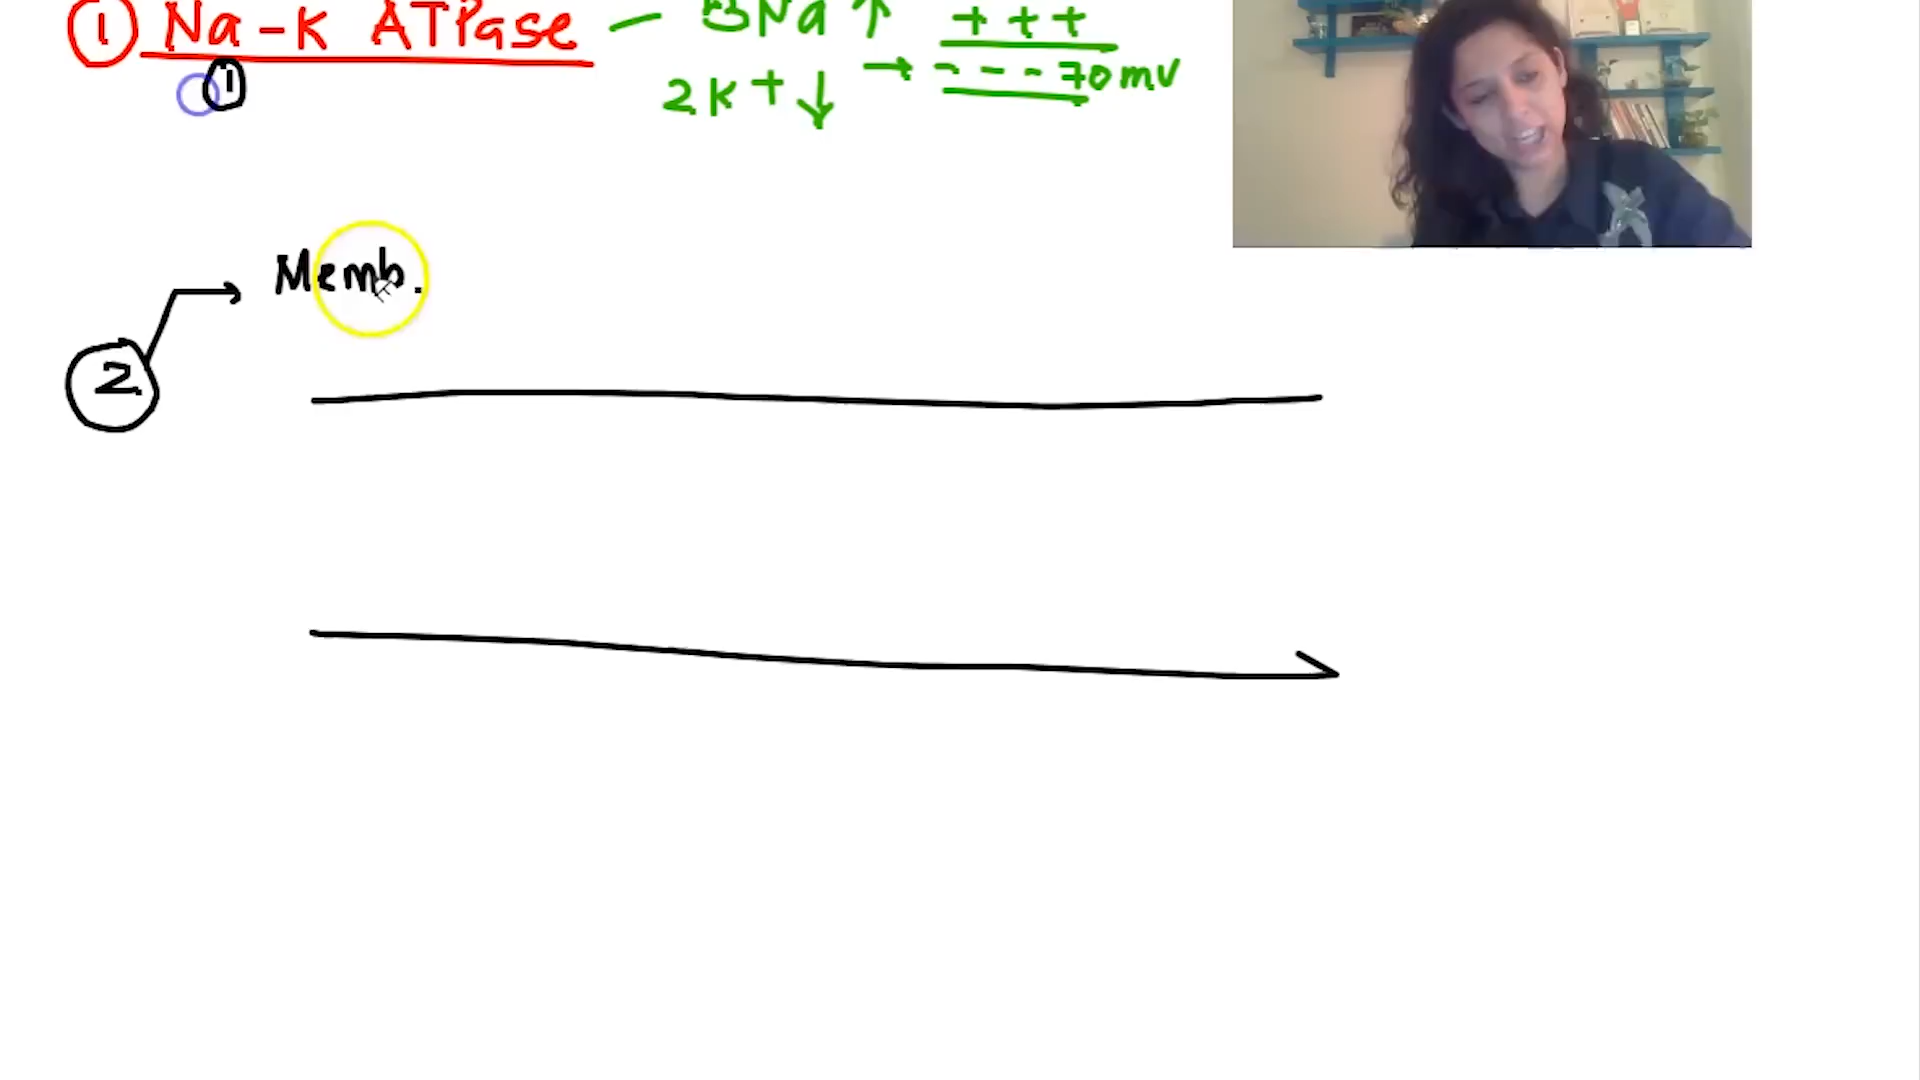 ① Na-K ATPase — 3Na ↑ + + +
① 2K+ ↓ → - - - 70mV
Memb.
②